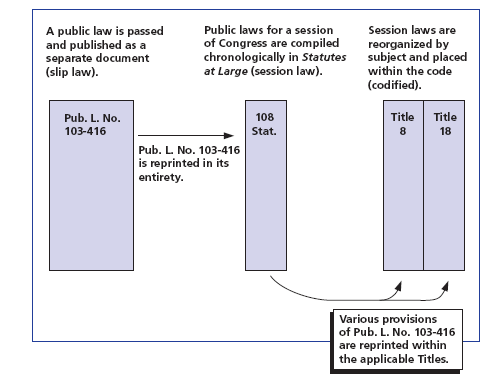 A public law is passed
and published as a
separate document
(slip law).
Public laws for a session
of Congress are compiled
chronologically in Statutes
at Large (session law).
Session laws are
reorganized by
subject and placed
within the code
(codified).
Pub. L. No.
103-416
Pub. L. No. 103-416
is reprinted in its
entirety.
108
Stat.
Title
8
Title
18
Various provisions
of Pub. L. No. 103-416
are reprinted within
the applicable Titles.